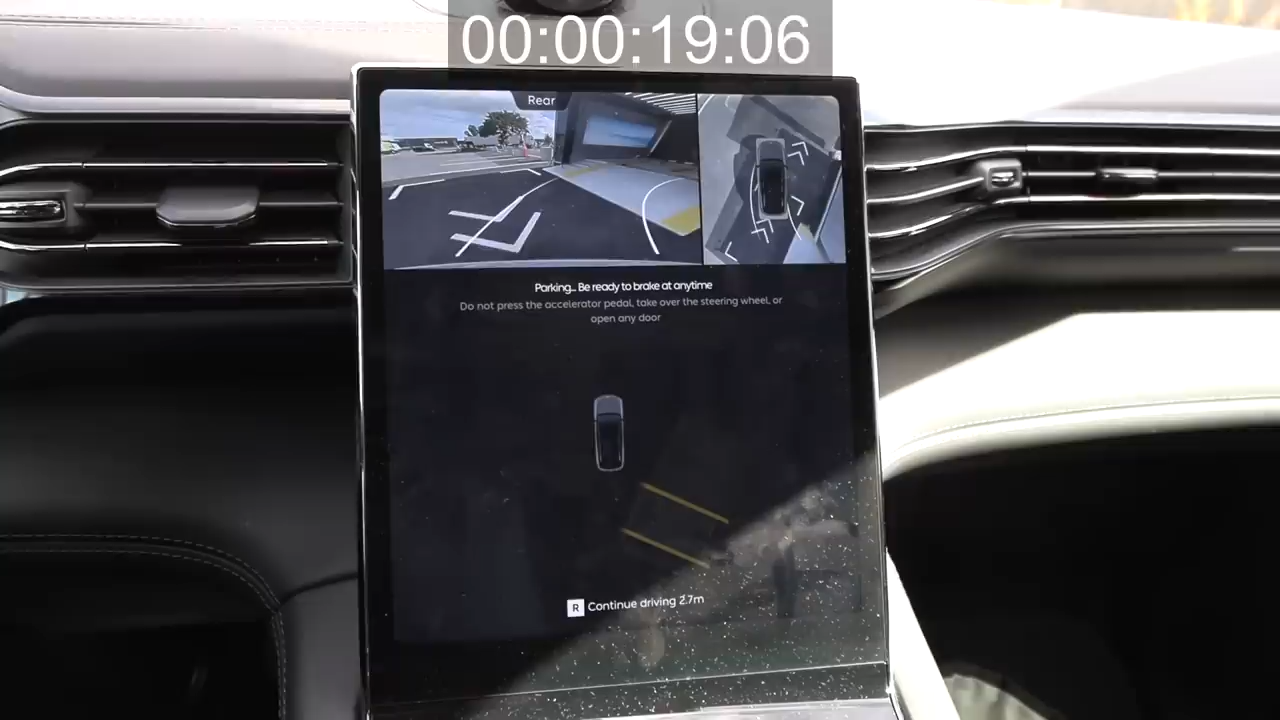 00:00:19:06
Rear
Parking... Be ready to brake at anytime
Do not press the accelerator pedal, take over the steering wheel, or
open any door
R Continue driving 2.7m